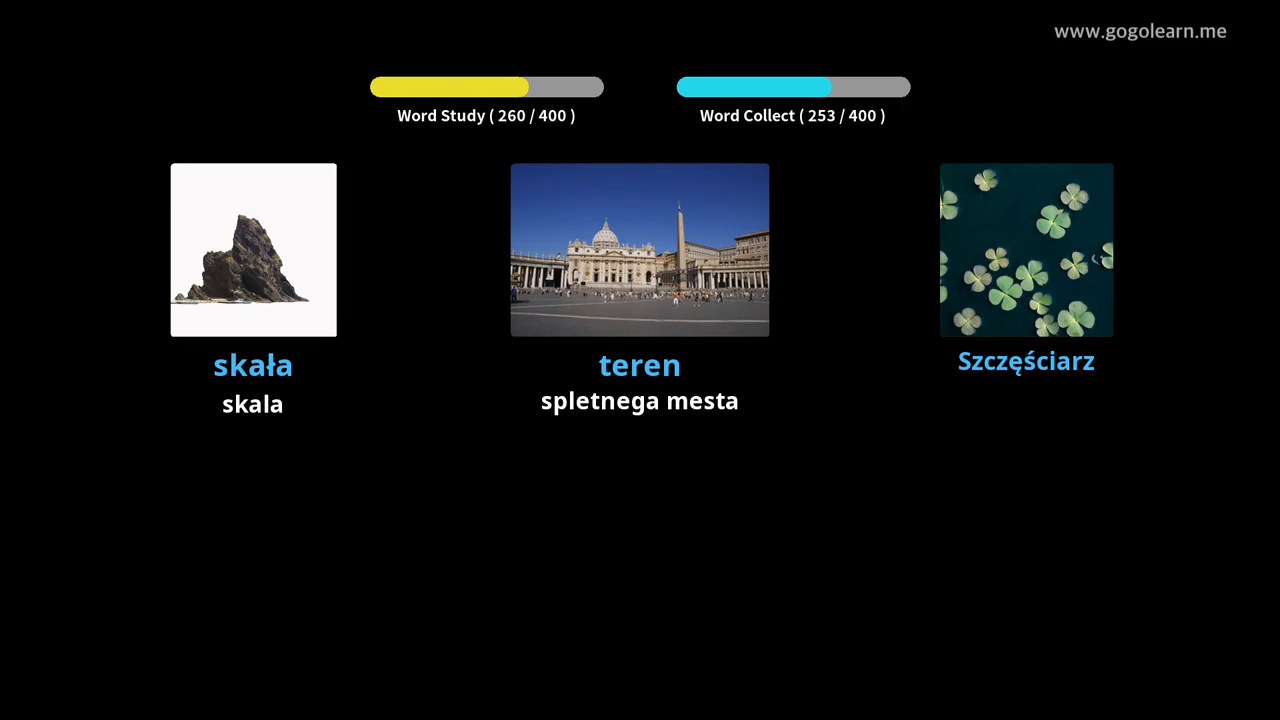 www.gogolearn.me
Word Study ( 260 / 400 )
Word Collect ( 253 / 400 )
skała
skala
teren
spletnega mesta
Szczęściarz